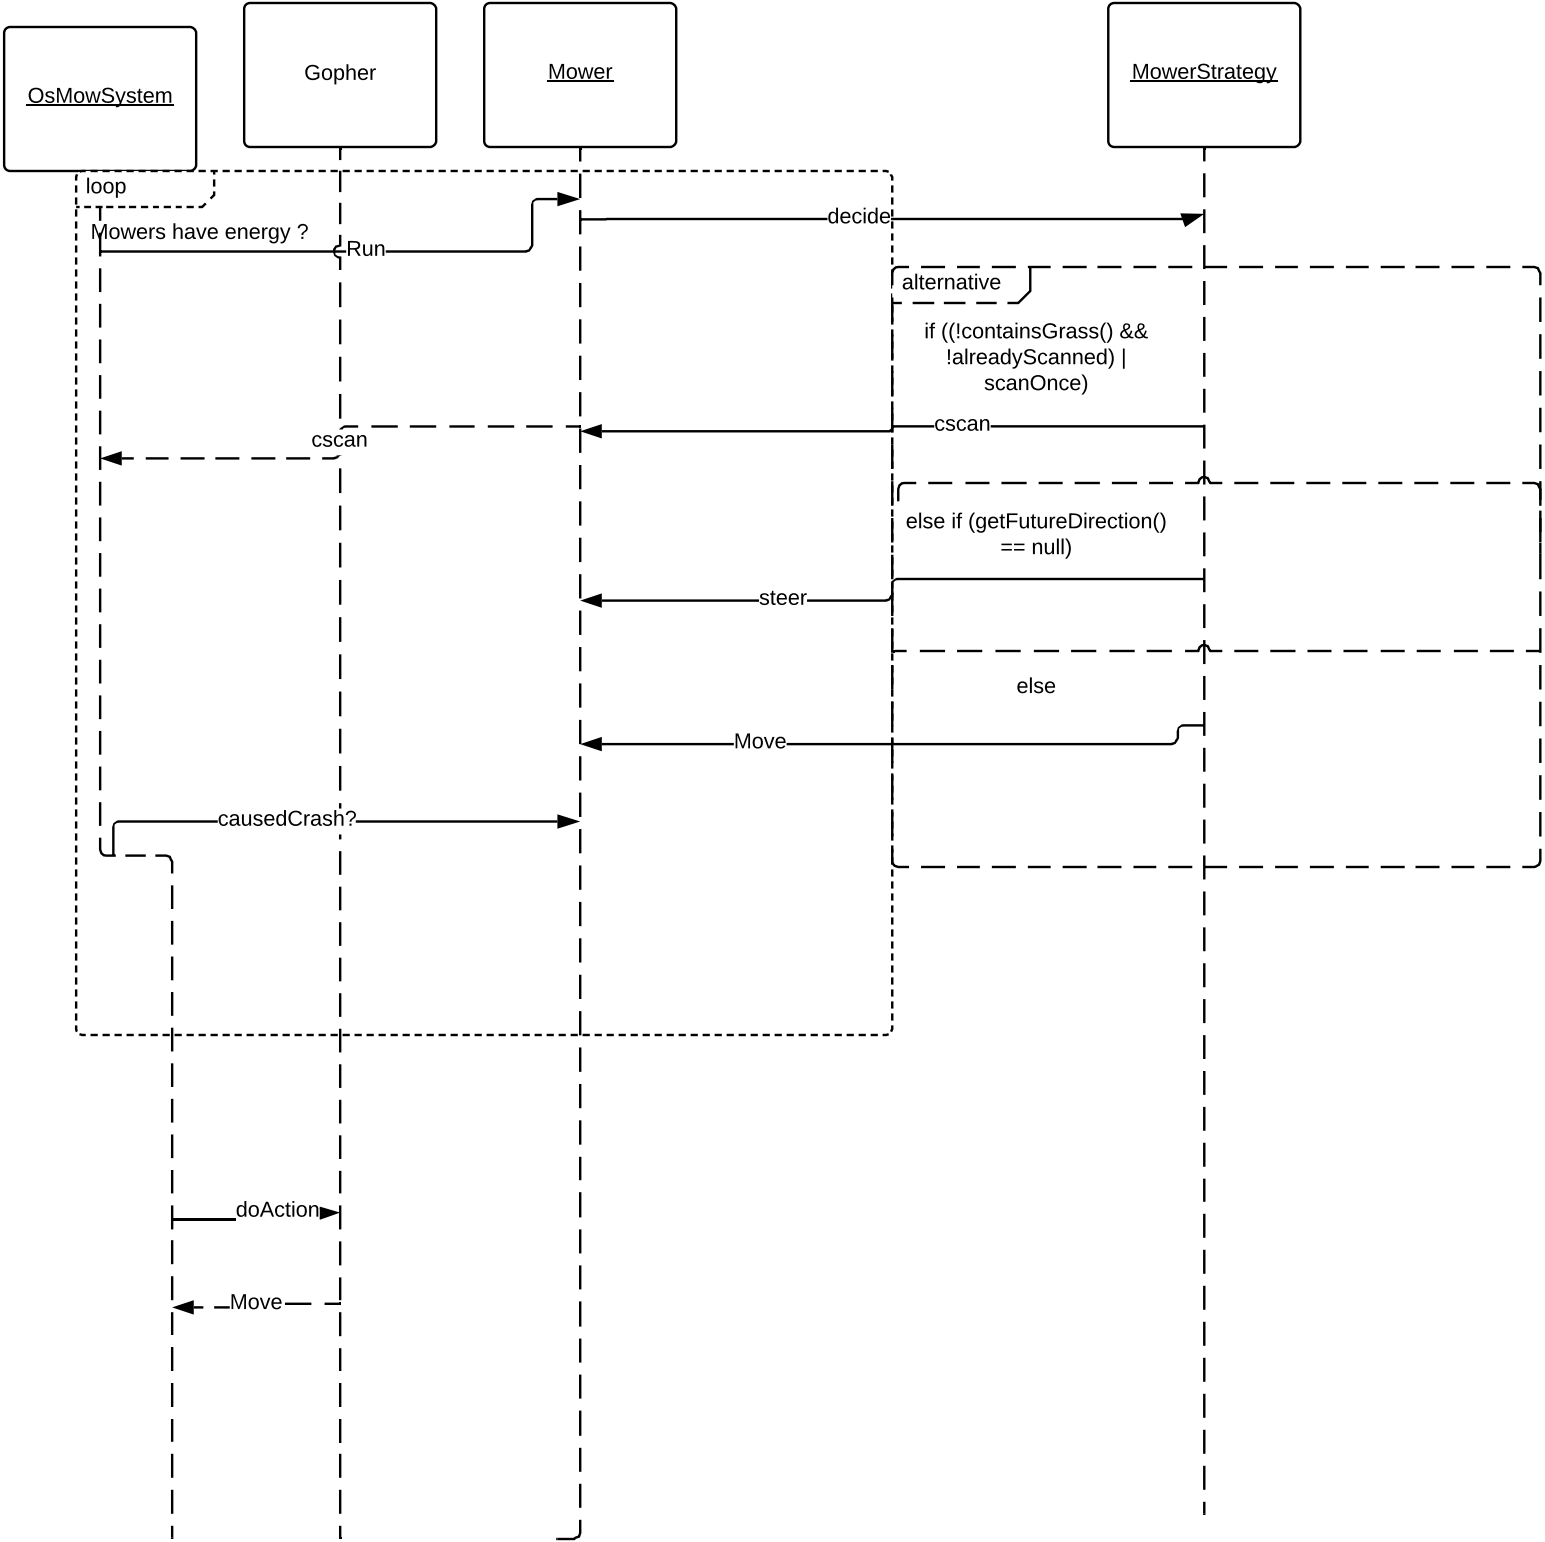 OsMowSystem
Gopher
Mower
MowerStrategy
loop
Mowers have energy ?
Run
decide
alternative
if ((!containsGrass() &&
!alreadyScanned) |
scanOnce)
cscan
cscan
else if (getFutureDirection()
== null)
steer
else
Move
causedCrash?
doAction
Move